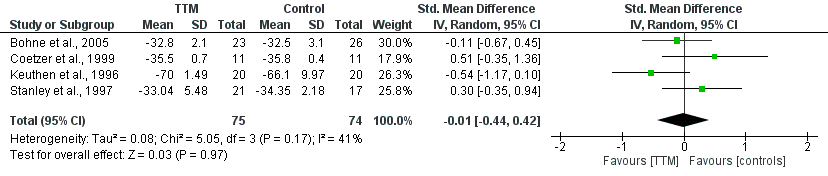 TTM Control Std. Mean Difference Std. Mean Difference
Study or Subgroup Mean SD Total Mean SD Total Weight IV, Random, 95% CI IV, Random, 95% CI
Bohne et al., 2005 -32.8 2.1 23 -32.5 3.1 26 30.0% -0.11 [-0.67, 0.45]
Coetzer et al., 1999 -35.5 0.7 11 -35.8 0.4 11 17.9% 0.51 [-0.35, 1.36]
Keuthen et al., 1996 -70 1.49 20 -66.1 9.97 20 26.3% -0.54 [-1.17, 0.10]
Stanley et al., 1997 -33.04 5.48 21 -34.35 2.18 17 25.8% 0.30 [-0.35, 0.94]
Total (95% CI) 75 74 100.0% -0.01 [-0.44, 0.42]
Heterogeneity: Tau² = 0.08; Chi² = 5.05, df = 3 (P = 0.17); I² = 41%
Test for overall effect: Z = 0.03 (P = 0.97)
-2 -1 0 1 2
Favours [TTM] Favours [controls]